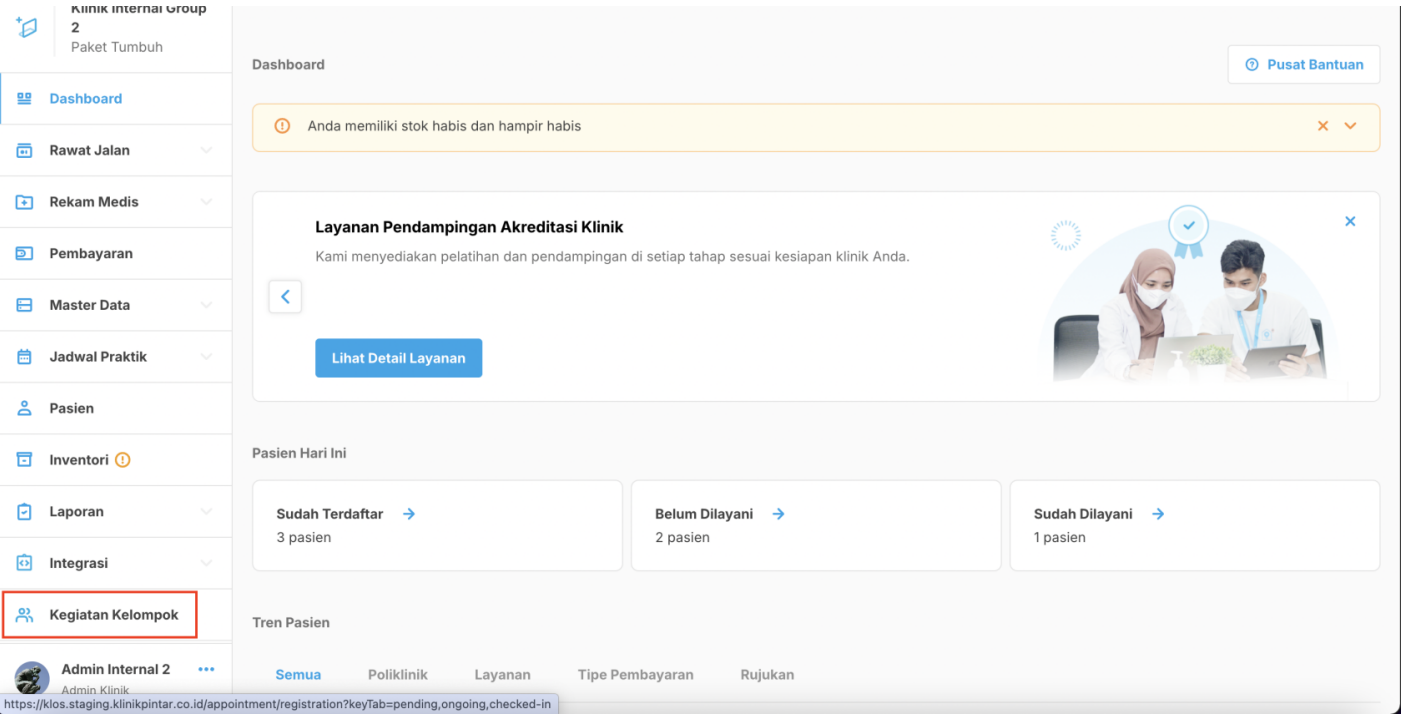 Klinik Internal Group
2
Paket Tumbuh
Dashboard
Rawat Jalan
Rekam Medis
Pembayaran
Master Data
Jadwal Praktik
Pasien
Inventori
Laporan
Integrasi
Kegiatan Kelompok
Admin Internal 2
Admin Klinik
https://klos.staging.klinikpintar.co.id/appointment/registration?keyTab=pending,ongoing,checked-in
Dashboard
Pusat Bantuan
Anda memiliki stok habis dan hampir habis
Layanan Pendampingan Akreditasi Klinik
Kami menyediakan pelatihan dan pendampingan di setiap tahap sesuai kesiapan klinik Anda.
Lihat Detail Layanan
Pasien Hari Ini
Sudah Terdaftar
3 pasien
Belum Dilayani
2 pasien
Sudah Dilayani
1 pasien
Tren Pasien
Semua Poliklinik Layanan Tipe Pembayaran Rujukan